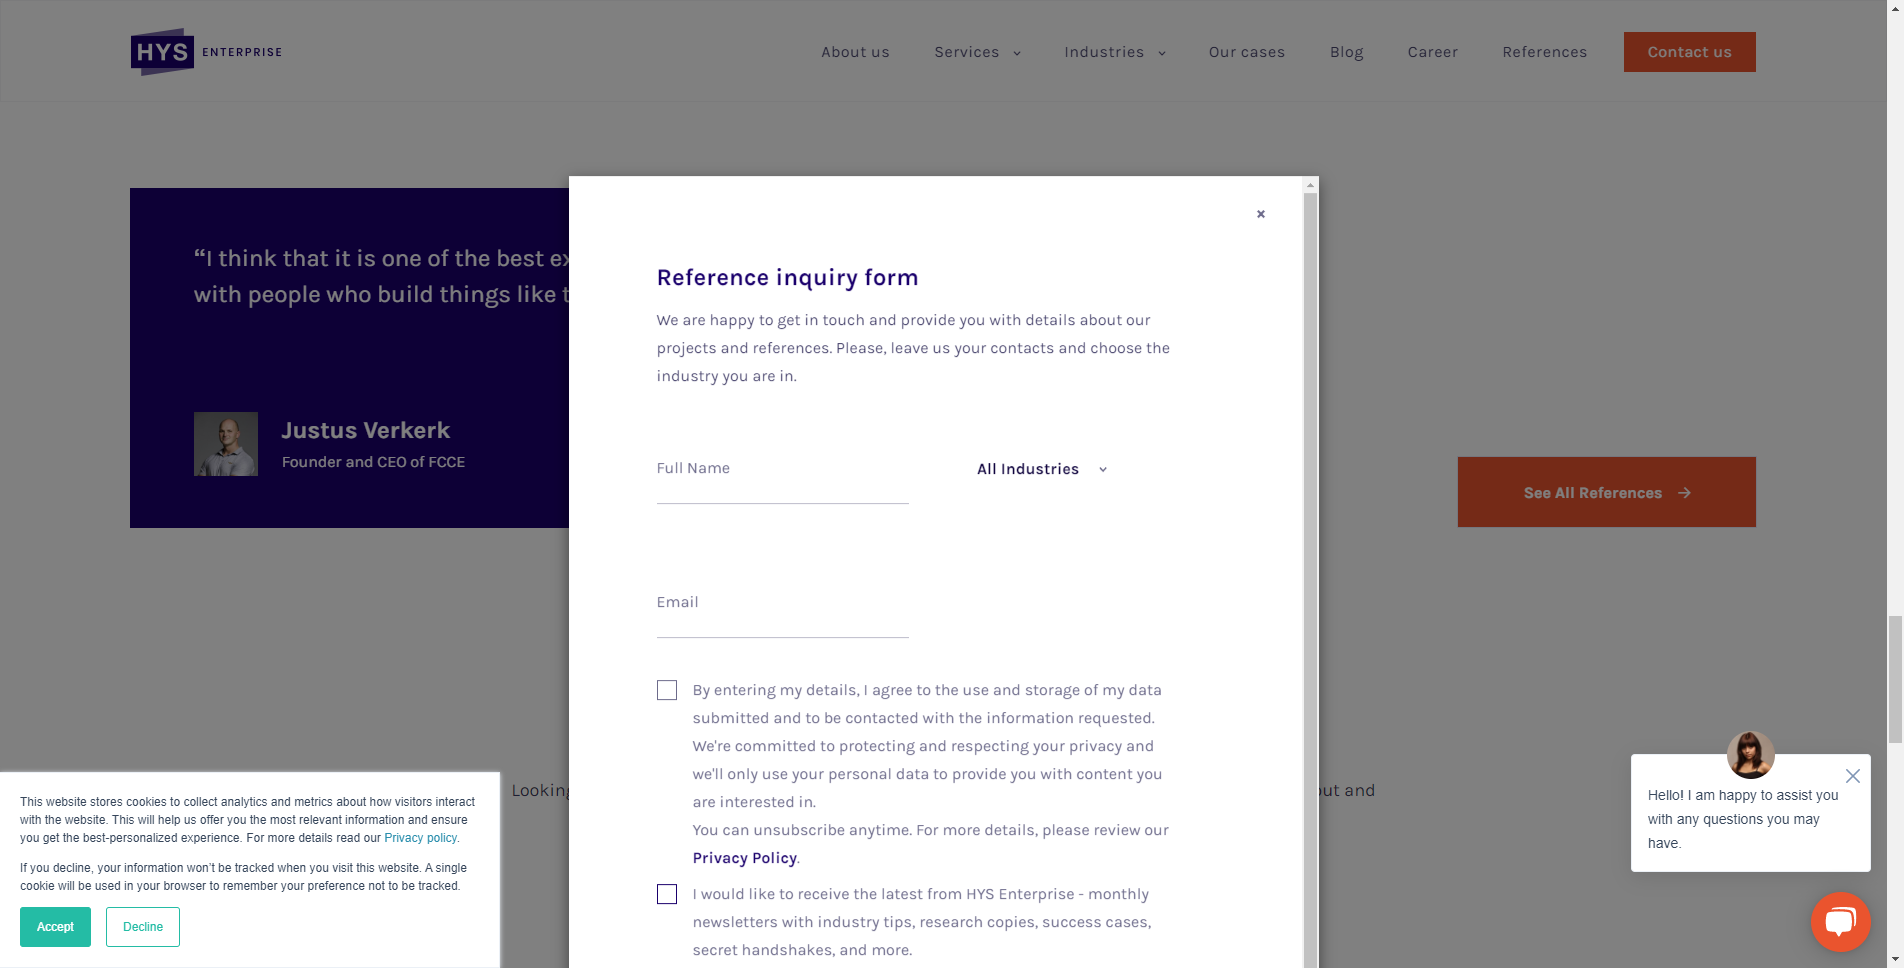 HYS ENTERPRISE
About us
Services
Industries
Our cases
Blog
Career
References
Contact us
“I think that it is one of the best ex
with people who build things like t
Justus Verkerk
Founder and CEO of FCCE
×
Reference inquiry form
We are happy to get in touch and provide you with details about our
projects and references. Please, leave us your contacts and choose the
industry you are in.
Full Name
All Industries
Email
By entering my details, I agree to the use and storage of my data
submitted and to be contacted with the information requested.
We're committed to protecting and respecting your privacy and
we'll only use your personal data to provide you with content you
are interested in.
You can unsubscribe anytime. For more details, please review our
Privacy Policy.
I would like to receive the latest from HYS Enterprise - monthly
newsletters with industry tips, research copies, success cases,
secret handshakes, and more.
See All References →
Looking
and
This website stores cookies to collect analytics and metrics about how visitors interact
with the website. This will help us offer you the most relevant information and ensure
you get the best-personalized experience. For more details read our Privacy policy.
If you decline, your information won’t be tracked when you visit this website. A single
cookie will be used in your browser to remember your preference not to be tracked.
Accept
Decline
Hello! I am happy to assist you
with any questions you may
have.